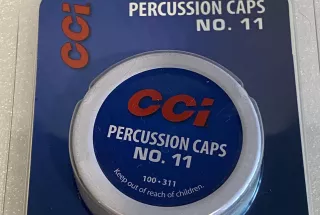 CCI
PERCUSSION CAPS
NO. 11
CCI
PERCUSSION CAPS
NO. 11
100 • 311
Keep out of reach of children.